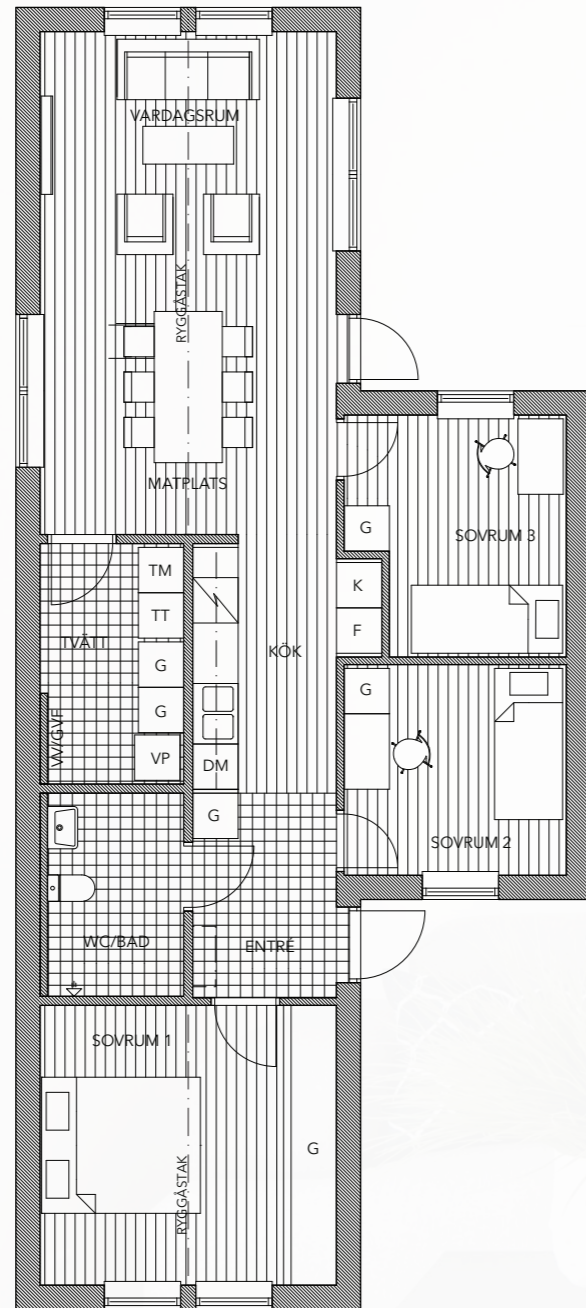 VARDAGSRUM
RYGGÅSTAK
MATPLATS
G
SOVRUM 3
TM
K
TT
TVÄTT
F
KÖK
G
G
G
VV/GVF
VP
DM
G
SOVRUM 2
WC/BAD
ENTRÉ
SOVRUM 1
G
RYGGÅSTAK